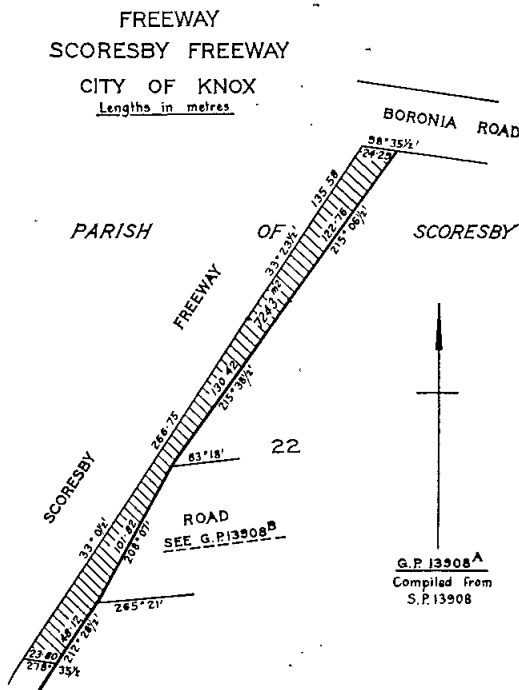 FREEWAY
SCORESBY FREEWAY
CITY OF KNOX
Lengths in metres
BORONIA ROAD
98° 35½'
24·29
135·58
33° 23½'
122·76
215° 06½'
PARISH OF SCORESBY
FREEWAY
7243 m2
130·42
215° 38½'
266·75
83° 18'
22
SCORESBY
33° 0½'
101·82
208° 07'
ROAD
SEE G.P. 13908B
265° 21'
48·12
212° 28½'
23·80
278° 35½
G.P. 13908A
Compiled from
S.P. 13908